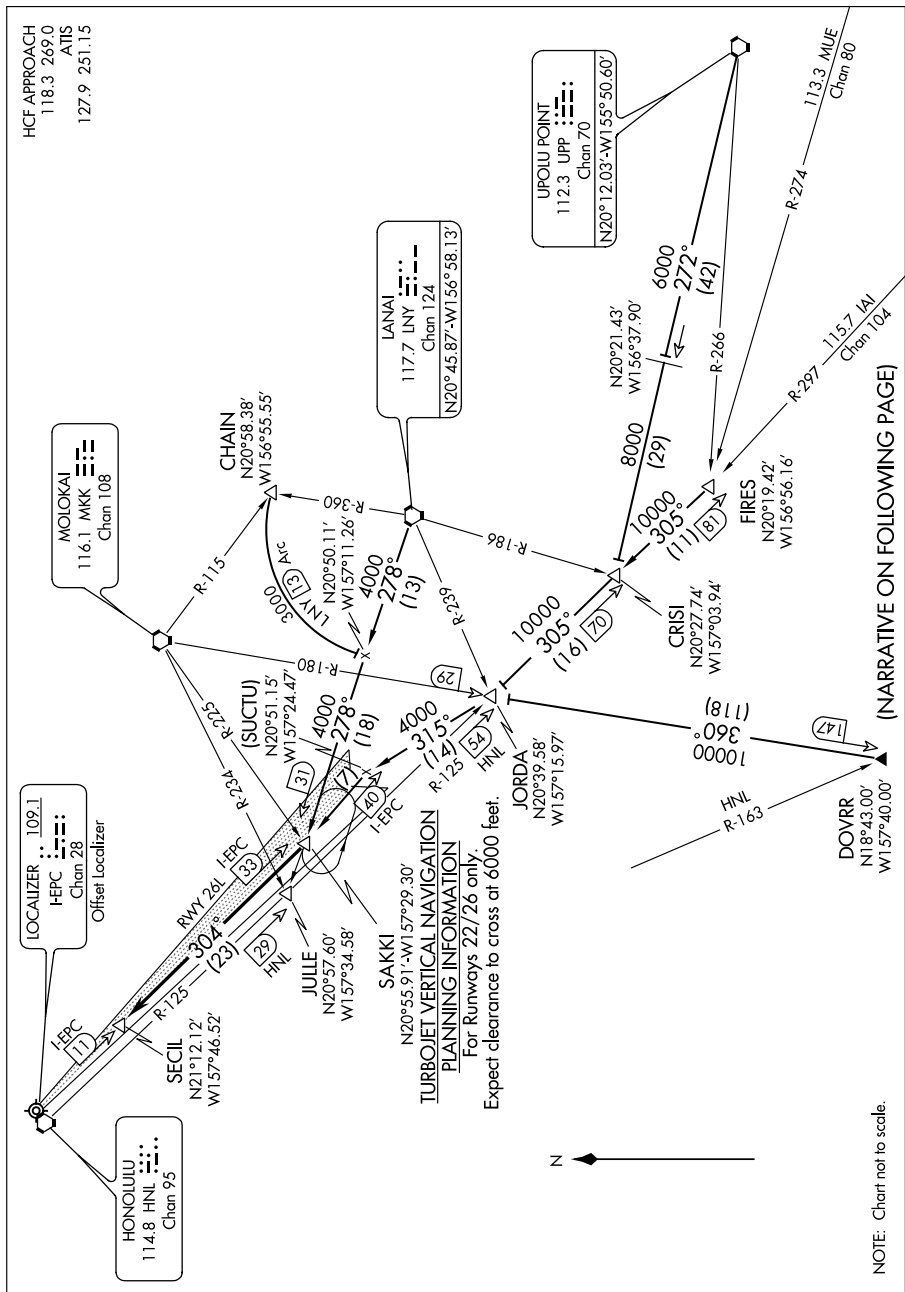 HCF APPROACH
118.3 269.0
ATIS
127.9 251.15
LOCALIZER 109.1
I-EPC
Chan 28
Offset Localizer
HONOLULU
114.8 HNL
Chan 95
MOLOKAI
116.1 MKK
Chan 108
LANAI
117.7 LNY
Chan 124
N20°45.87'-W156°58.13'
UPOLU POINT
112.3 UPP
Chan 70
N20°12.03'-W155°50.60'
CHAIN
N20°58.38'
W156°55.55'
R-115
R-360
3000
LNY 13 Arc
N20°50.11'
W157°11.26'
4000
278°
(13)
R-186
R-239
R-180
R-225
R-234
(SUCTU)
N20°51.15'
W157°24.47'
4000
278°
(18)
I-EPC
11
SECIL
N21°12.12'
W157°46.52'
RWY 26L
I-EPC
33
31
304°
(23)
R-125
29
HNL
JULLE
N20°57.60'
W157°34.58'
SAKKI
N20°55.91'-W157°29.30'
(7)
40
I-EPC
4000
315°
(14)
R-125
54
HNL
29
JORDA
N20°39.58'
W157°15.97'
10000
305°
(16)
70
CRISI
N20°27.74'
W157°03.94'
10000
305°
(11)
81
FIRES
N20°19.42'
W156°56.16'
8000
(29)
N20°21.43'
W156°37.90'
6000
272°
(42)
R-266
R-274
113.3 MUE
Chan 80
R-297
115.7 IAI
Chan 104
10000
360°
(118)
147
HNL
R-163
DOVRR
N18°43.00'
W157°40.00'
TURBOJET VERTICAL NAVIGATION
PLANNING INFORMATION
For Runways 22/26 only.
Expect clearance to cross at 6000 feet.
N
(NARRATIVE ON FOLLOWING PAGE)
NOTE: Chart not to scale.